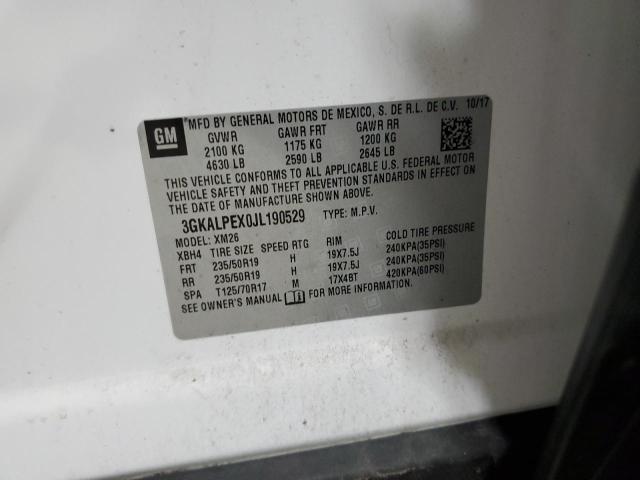 GM
MFD BY GENERAL MOTORS DE MEXICO, S. DE R.L. DE C.V. 10/17
GVWR GAWR FRT GAWR RR
2100 KG 1175 KG 1200 KG
4630 LB 2590 LB 2645 LB
THIS VEHICLE CONFORMS TO ALL APPLICABLE U.S. FEDERAL MOTOR
VEHICLE SAFETY AND THEFT PREVENTION STANDARDS IN EFFECT ON
THE DATE OF MANUFACTURE SHOWN ABOVE.
3GKALPEX0JL190529 TYPE: M.P.V.
MODEL: XM26
XBH4 TIRE SIZE SPEED RTG RIM COLD TIRE PRESSURE
FRT 235/50R19 H 19X7.5J 240KPA(35PSI)
RR 235/50R19 H 19X7.5J 240KPA(35PSI)
SPA T125/70R17 M 17X4BT 420KPA(60PSI)
SEE OWNER'S MANUAL FOR MORE INFORMATION.